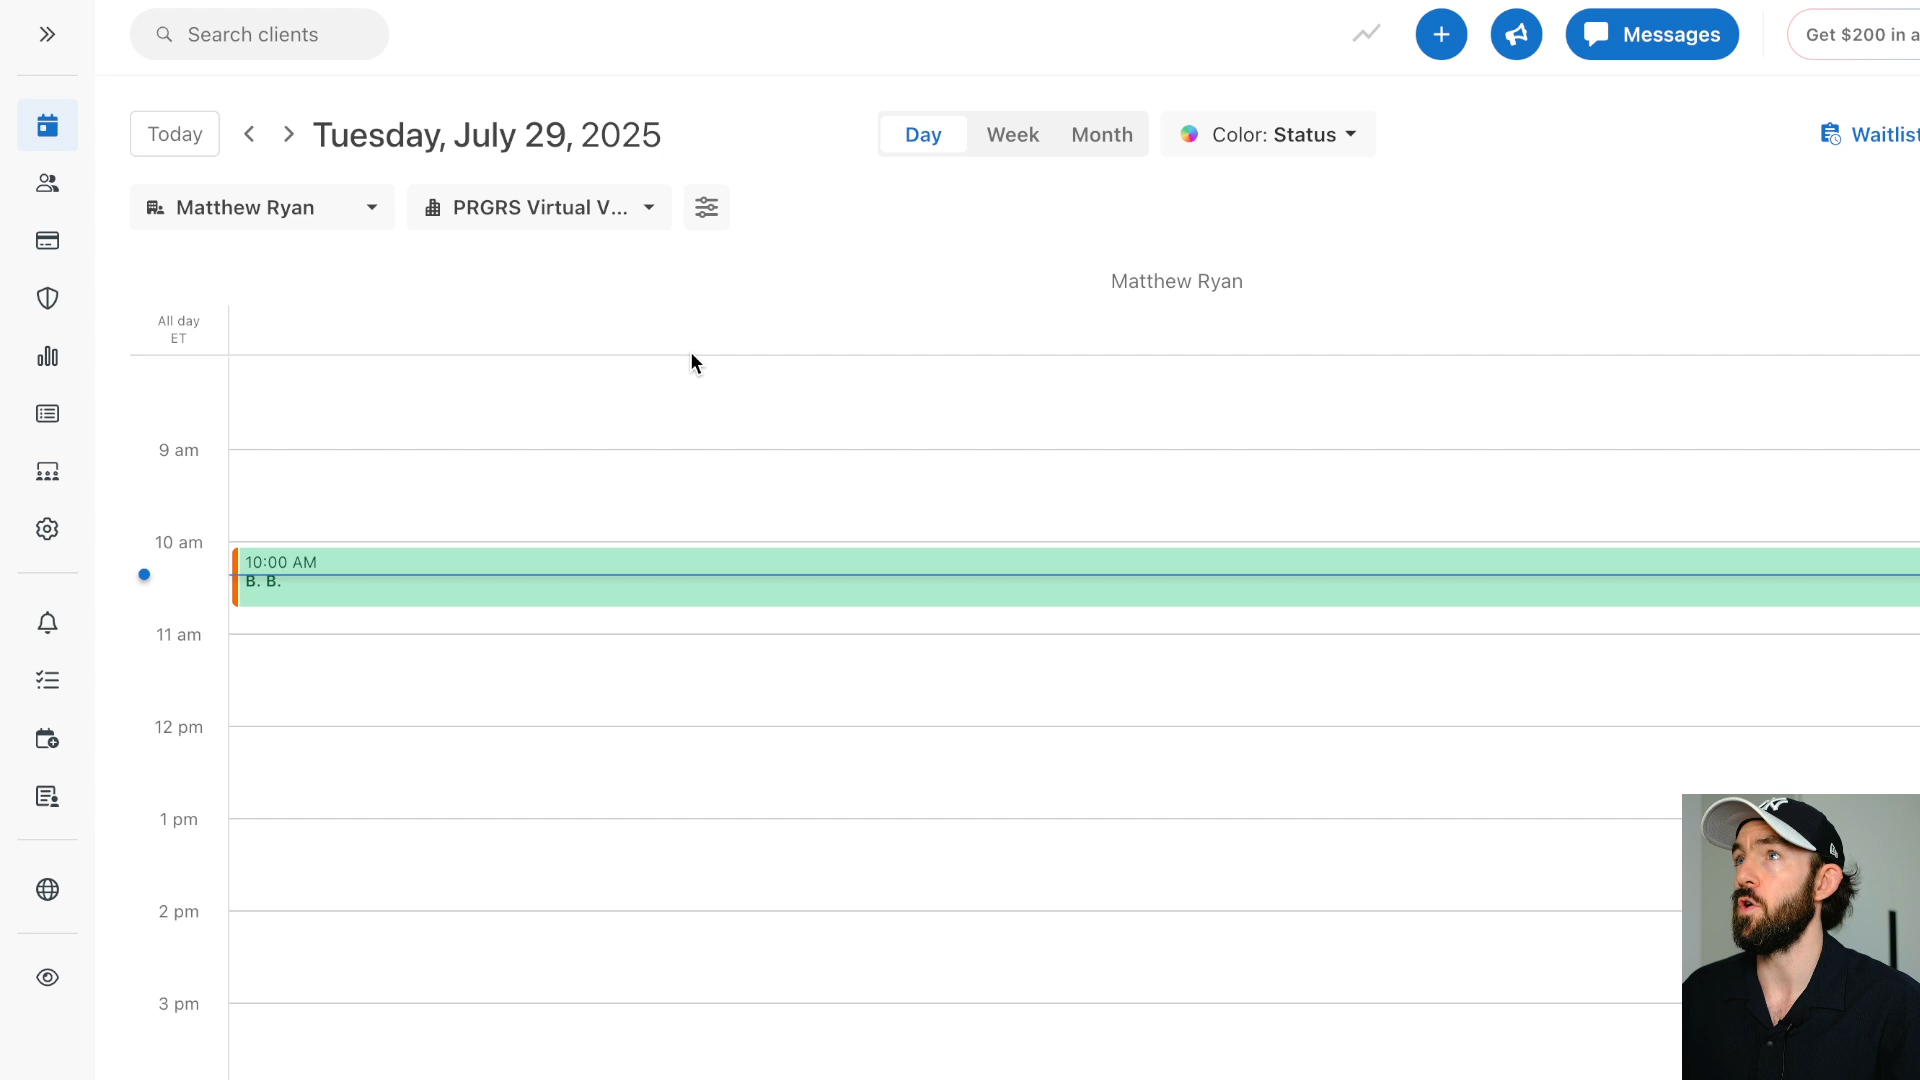 Search clients
Messages
Get $200 in a
Today
Tuesday, July 29, 2025
Day
Week
Month
Color: Status
Waitlist
Matthew Ryan
PRGRS Virtual V...
Matthew Ryan
All day
ET
9 am
10 am
10:00 AM
B. B.
11 am
12 pm
1 pm
2 pm
3 pm
NY